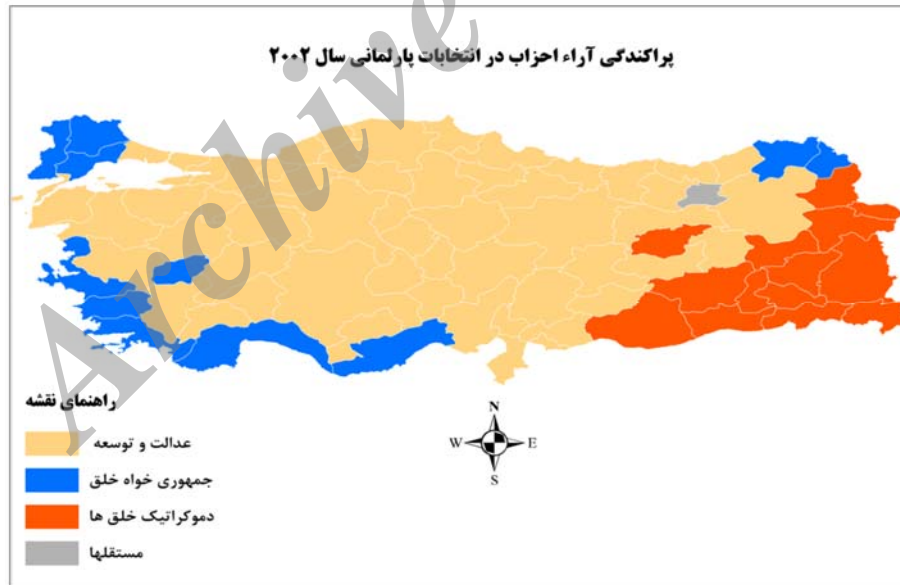 پراکندگی آراء احزاب در انتخابات پارلمانی سال ۲۰۰۲
Archive
N
W E
S
راهنمای نقشه
عدالت و توسعه
جمهوری خواه خلق
دموکراتیک خلق ها
مستقلها